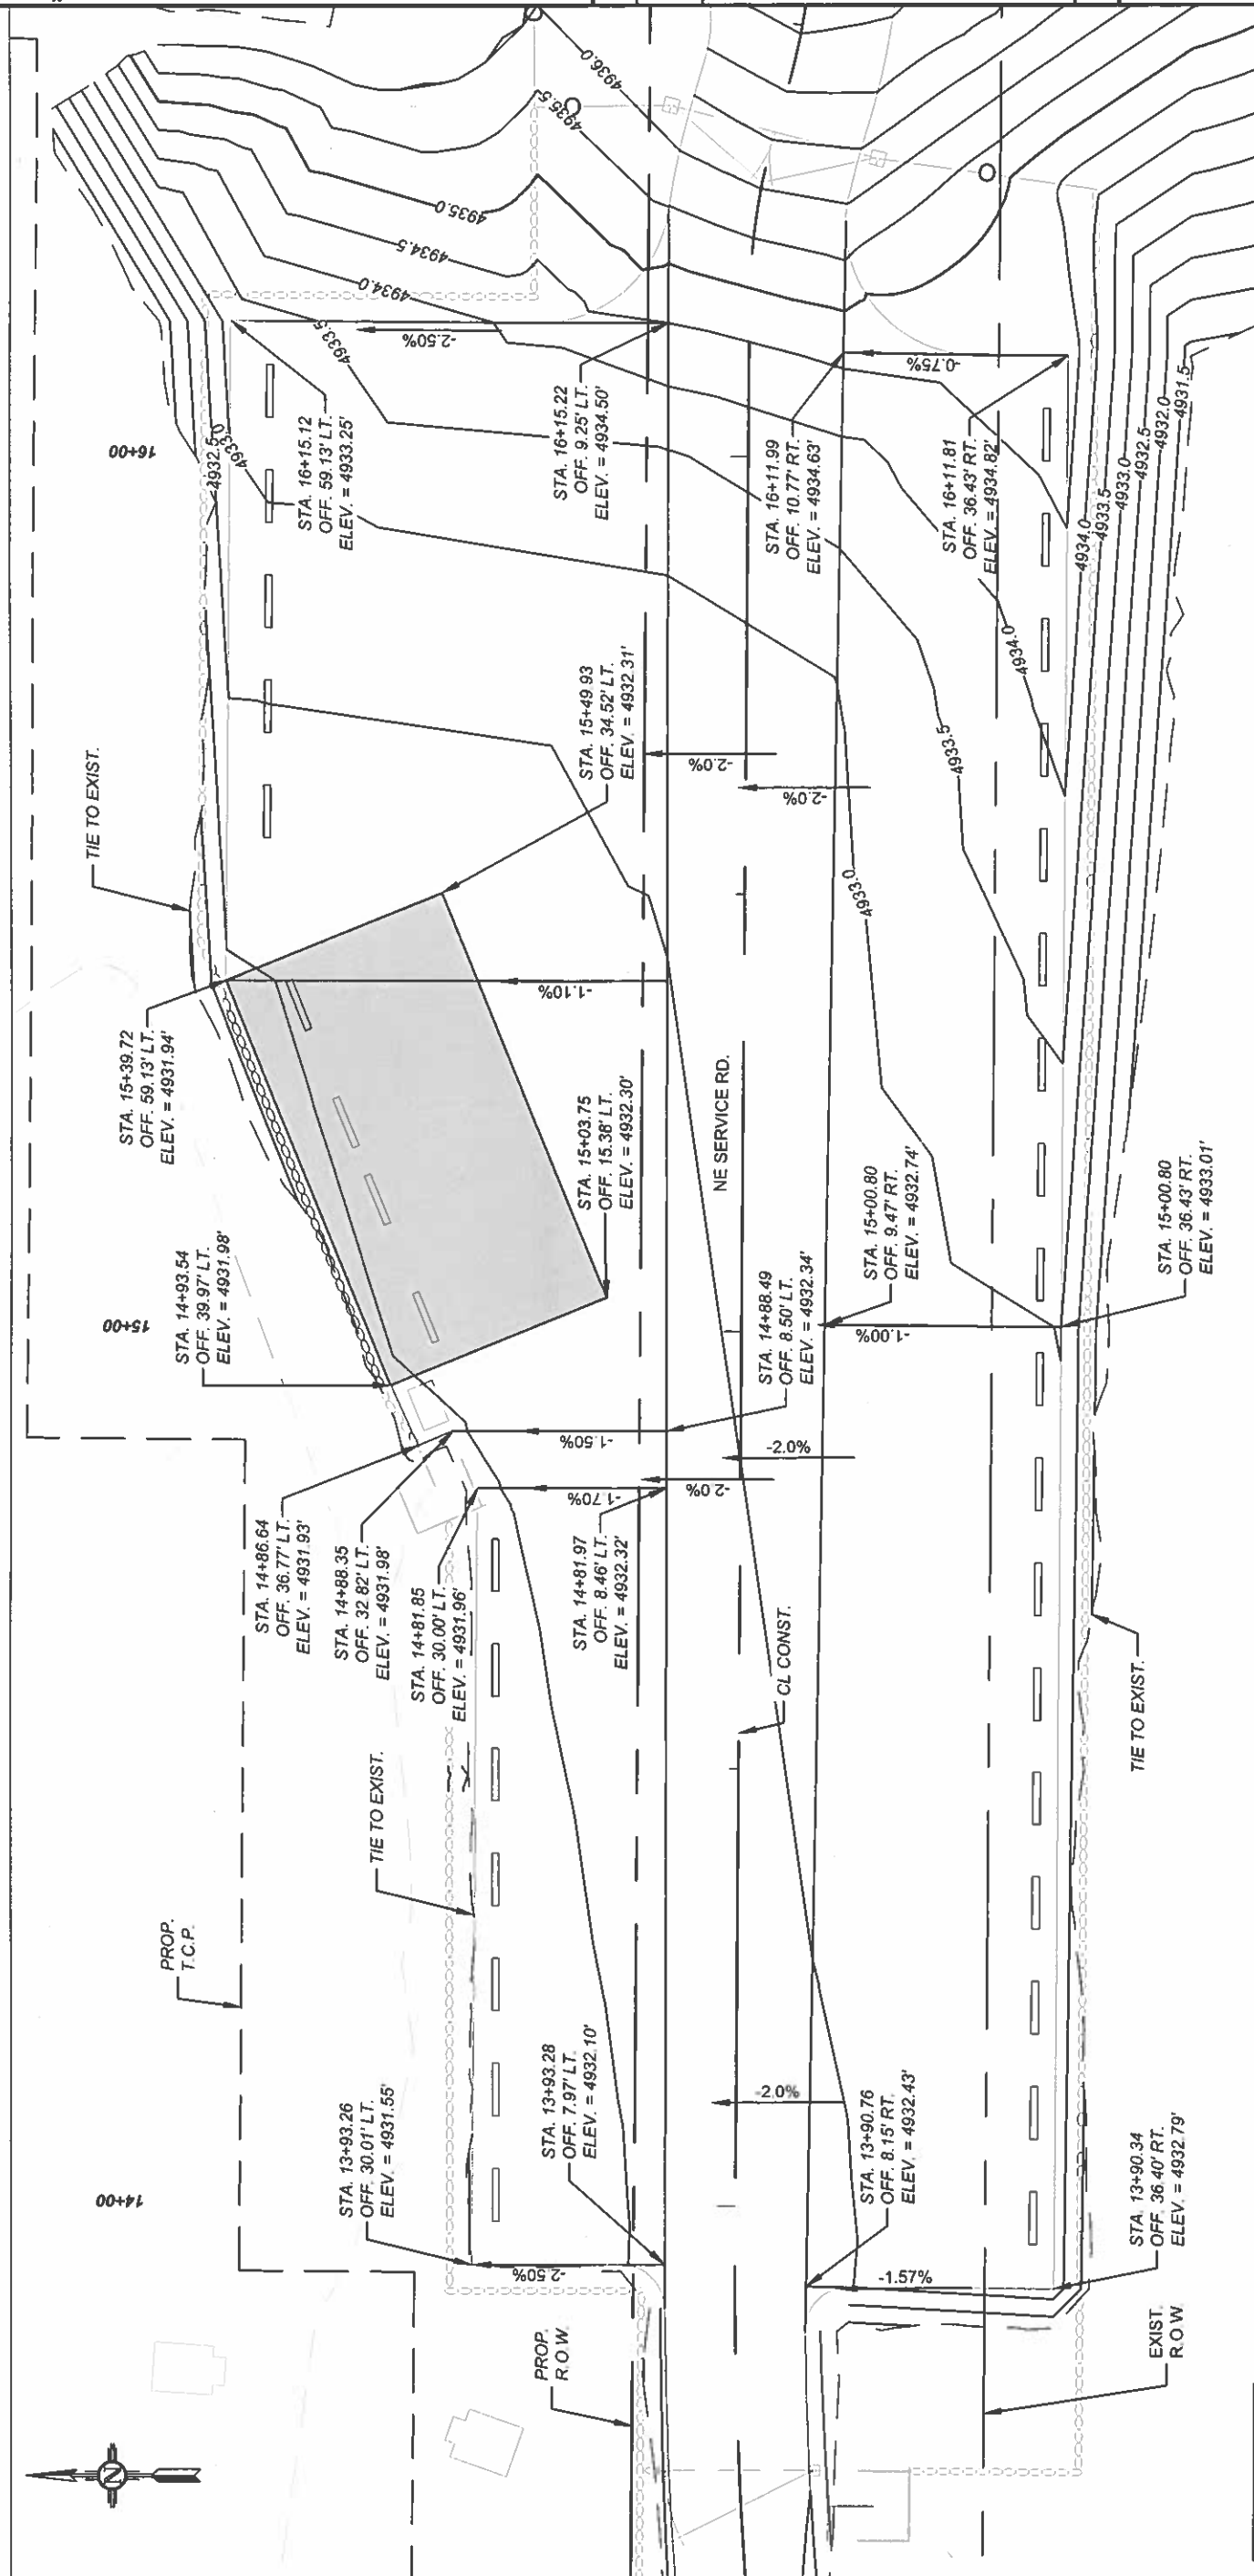 4936.0
4935.5
4935.0
4934.5
4934.0
4933.5
-2.50%
16+00
4932.5
4933.0
STA. 16+15.12
OFF. 59.13' LT.
ELEV. = 4933.25'
STA. 16+15.22
OFF. 9.25' LT.
ELEV. = 4934.50'
-0.75%
STA. 16+11.99
OFF. 10.77' RT.
ELEV. = 4934.63'
STA. 16+11.81
OFF. 36.43' RT.
ELEV. = 4934.82'
4934.0
4933.5
4933.0
4932.5
4932.0
4931.5
4934.0
4933.5
4933.0
TIE TO EXIST.
STA. 15+49.93
OFF. 34.52' LT.
ELEV. = 4932.31'
-2.0%
-2.0%
-1.10%
STA. 15+39.72
OFF. 59.13' LT.
ELEV. = 4931.94'
NE SERVICE RD.
STA. 15+03.75
OFF. 15.38' LT.
ELEV. = 4932.30'
15+00
STA. 14+93.54
OFF. 39.97' LT.
ELEV. = 4931.98'
STA. 14+88.49
OFF. 8.50' LT.
ELEV. = 4932.34'
STA. 15+00.80
OFF. 9.47' RT.
ELEV. = 4932.74'
-1.00%
STA. 15+00.80
OFF. 36.43' RT.
ELEV. = 4933.01'
-1.50%
-2.0%
-1.70%
-2.0%
STA. 14+86.64
OFF. 36.77' LT.
ELEV. = 4931.93'
STA. 14+88.35
OFF. 32.82' LT.
ELEV. = 4931.98'
STA. 14+81.85
OFF. 30.00' LT.
ELEV. = 4931.96'
STA. 14+81.97
OFF. 8.46' LT.
ELEV. = 4932.32'
CL CONST.
TIE TO EXIST.
TIE TO EXIST.
PROP.
T.C.P.
14+00
STA. 13+93.26
OFF. 30.01' LT.
ELEV. = 4931.55'
STA. 13+93.28
OFF. 7.97' LT.
ELEV. = 4932.10'
-2.0%
STA. 13+90.76
OFF. 8.15' RT.
ELEV. = 4932.43'
STA. 13+90.34
OFF. 36.40' RT.
ELEV. = 4932.79'
-2.50%
-1.57%
PROP.
R.O.W.
EXIST.
R.O.W.
N